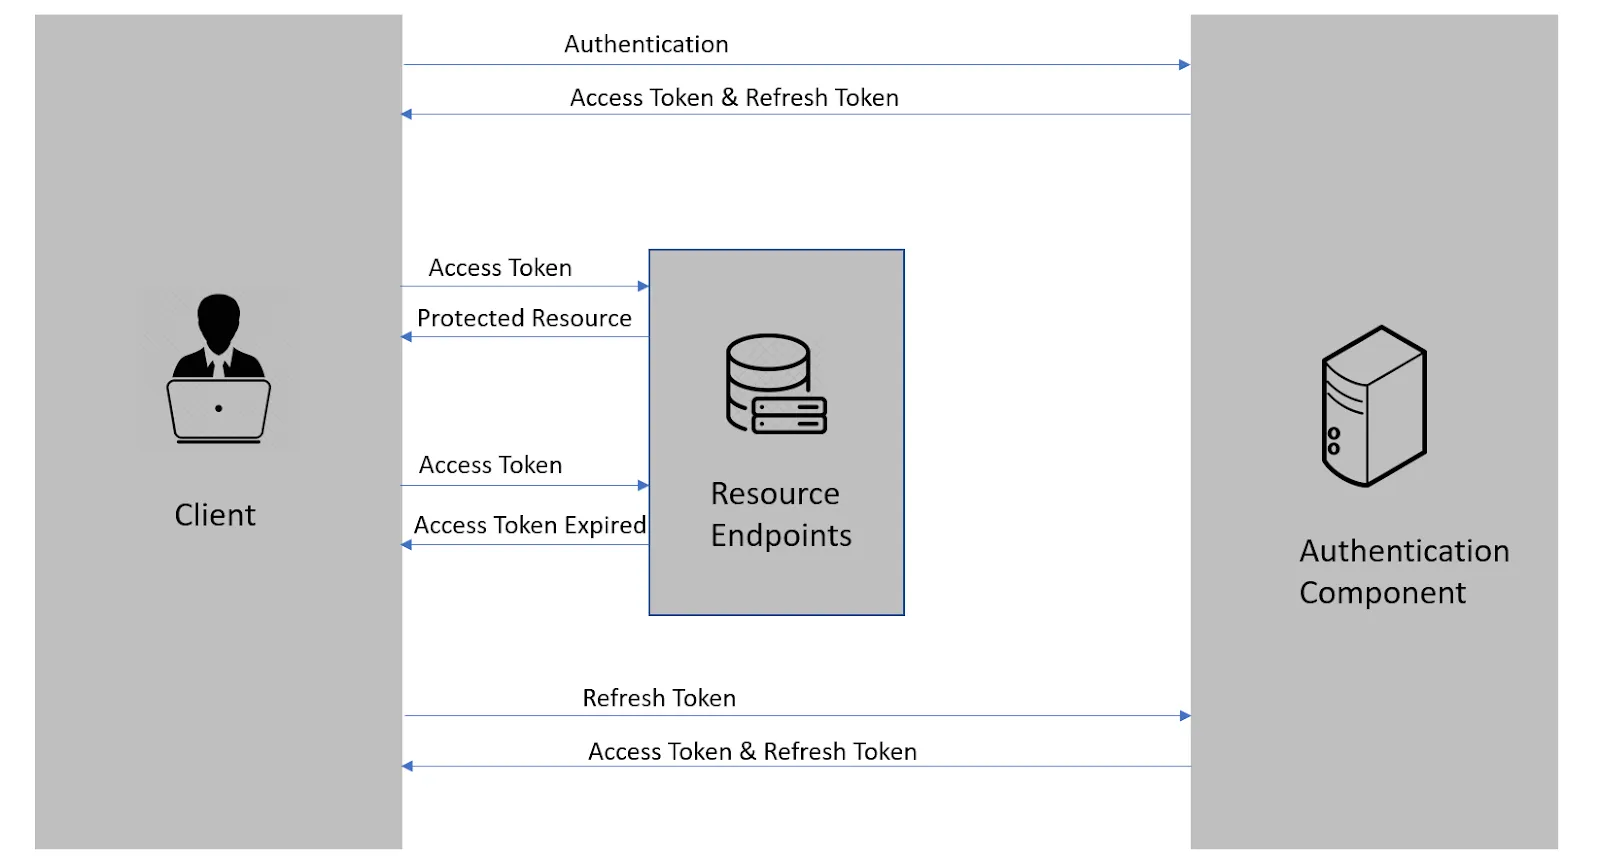 Authentication
Access Token & Refresh Token
Access Token
Protected Resource
Access Token
Access Token Expired
Resource
Endpoints
Client
Authentication
Component
Refresh Token
Access Token & Refresh Token